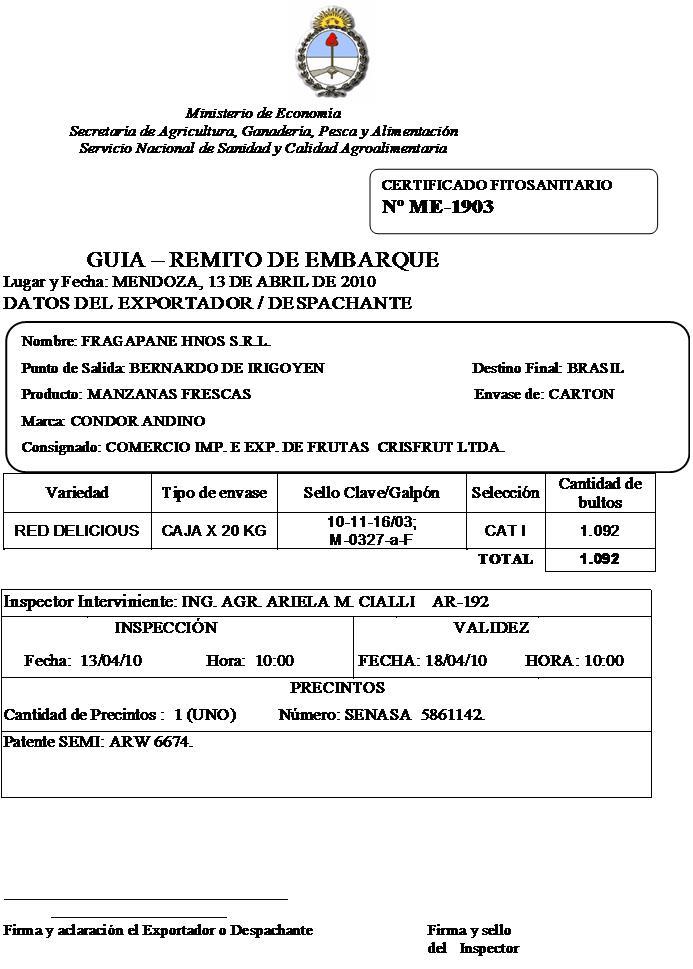 Ministerio de Economía
Secretaria de Agricultura, Ganadería, Pesca y Alimentación
Servicio Nacional de Sanidad y Calidad Agroalimentaria
CERTIFICADO FITOSANITARIO
Nº ME-1903
GUIA – REMITO DE EMBARQUE
Lugar y Fecha: MENDOZA, 13 DE ABRIL DE 2010
DATOS DEL EXPORTADOR / DESPACHANTE
Nombre: FRAGAPANE HNOS S.R.L.
Punto de Salida: BERNARDO DE IRIGOYEN Destino Final: BRASIL
Producto: MANZANAS FRESCAS Envase de: CARTON
Marca: CONDOR ANDINO
Consignado: COMERCIO IMP. E EXP. DE FRUTAS CRISFRUT LTDA.
Variedad Tipo de envase Sello Clave/Galpón Selección Cantidad de bultos
RED DELICIOUS CAJA X 20 KG 10-11-16/03; M-0327-a-F CAT I 1.092
TOTAL 1.092
Inspector Interviniente: ING. AGR. ARIELA M. CIALLI AR-192
INSPECCIÓN VALIDEZ
Fecha: 13/04/10 Hora: 10:00 FECHA: 18/04/10 HORA: 10:00
PRECINTOS
Cantidad de Precintos : 1 (UNO) Número: SENASA 5861142.
Patente SEMI: ARW 6674.
Firma y aclaración el Exportador o Despachante Firma y sello
del Inspector